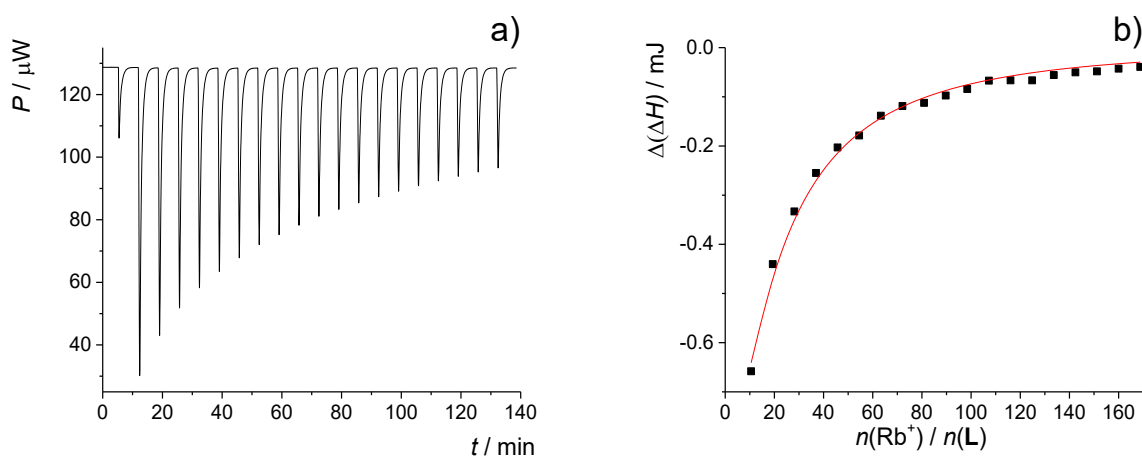 a)
P / μW
120
100
80
60
40
0 20 40 60 80 100 120 140
t / min
b)
Δ(ΔH) / mJ
0.0
-0.2
-0.4
-0.6
0 20 40 60 80 100 120 140 160
n(Rb⁺) / n(L)